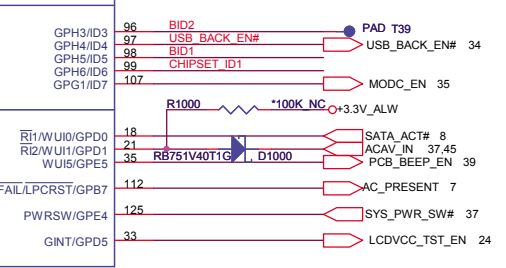 GPH3/ID3 96 BID2 PAD T39
GPH4/ID4 97 USB_BACK_EN# USB_BACK_EN# 34
GPH5/ID5 98 BID1
GPH6/ID6 99 CHIPSET_ID1
GPG1/ID7 107 MODC_EN 35
R1000 *100K_NC +3.3V_ALW
RI1/WUI0/GPD0 18 SATA_ACT# 8
RI2/WUI1/GPD1 21 ACAV_IN 37,45
WUI5/GPE5 35 RB751V40T1G D1000 PCB_BEEP_EN 39
FAIL/LPCRST/GPB7 112 AC_PRESENT 7
PWRSW/GPE4 125 SYS_PWR_SW# 37
GINT/GPD5 33 LCDVCC_TST_EN 24